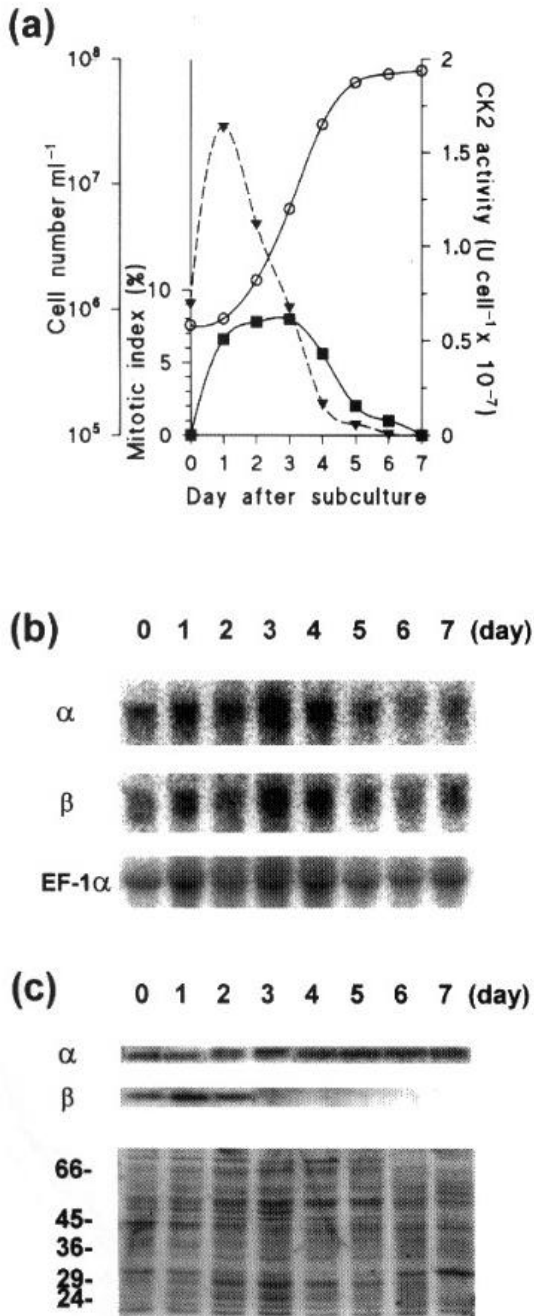 (a)
10⁸
10⁷
10⁶
10⁵
Cell number ml⁻¹
10
5
0
Mitotic index (%)
2
1.5
1.0
0.5
0
CK2 activity (U cell⁻¹ x 10⁻⁷)
0 1 2 3 4 5 6 7
Day after subculture
(b)
0 1 2 3 4 5 6 7 (day)
α
β
EF-1α
(c)
0 1 2 3 4 5 6 7 (day)
α
β
66-
45-
36-
29-
24-